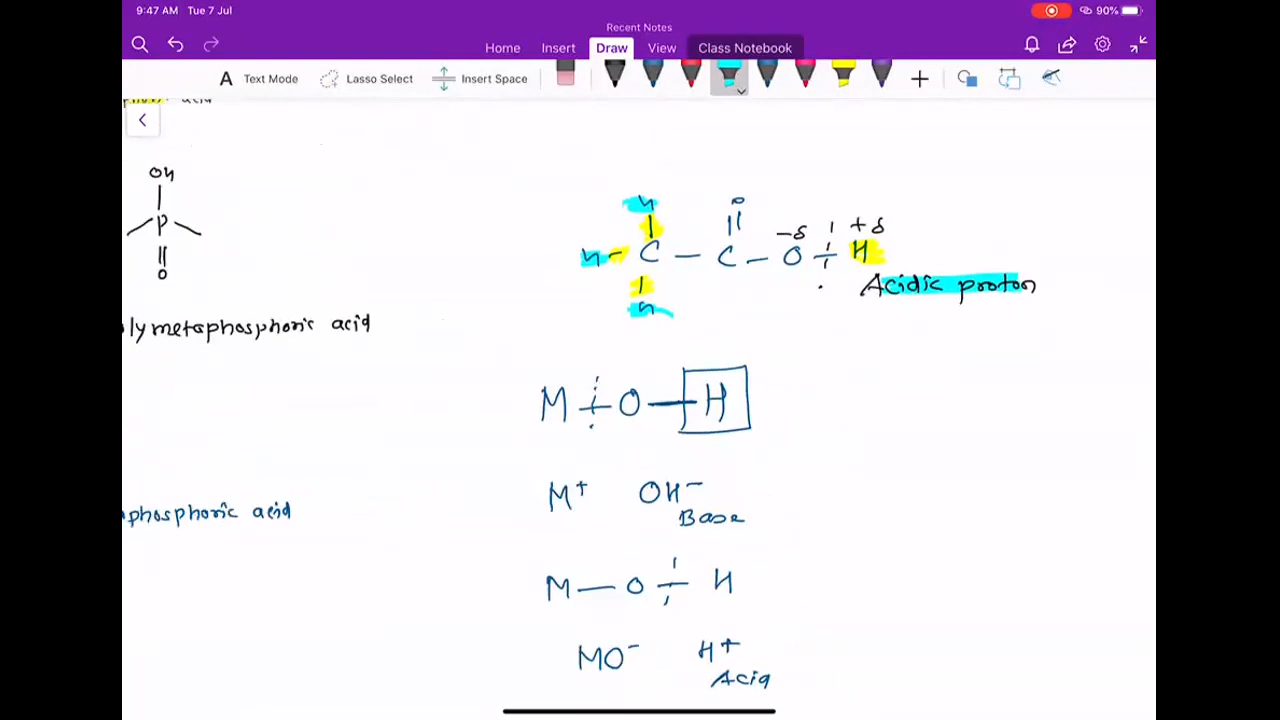 9:47 AM Tue 7 Jul
90%
Recent Notes
Home Insert Draw View Class Notebook
A Text Mode Lasso Select Insert Space
acid
OH
P
O
lymetaphosphoric acid
phosphoric acid
H O
H - C - C - O H
H
-δ +δ
Acidic proton
M O - H
M+ OH-
Base
M - O H
MO- H+
Acid